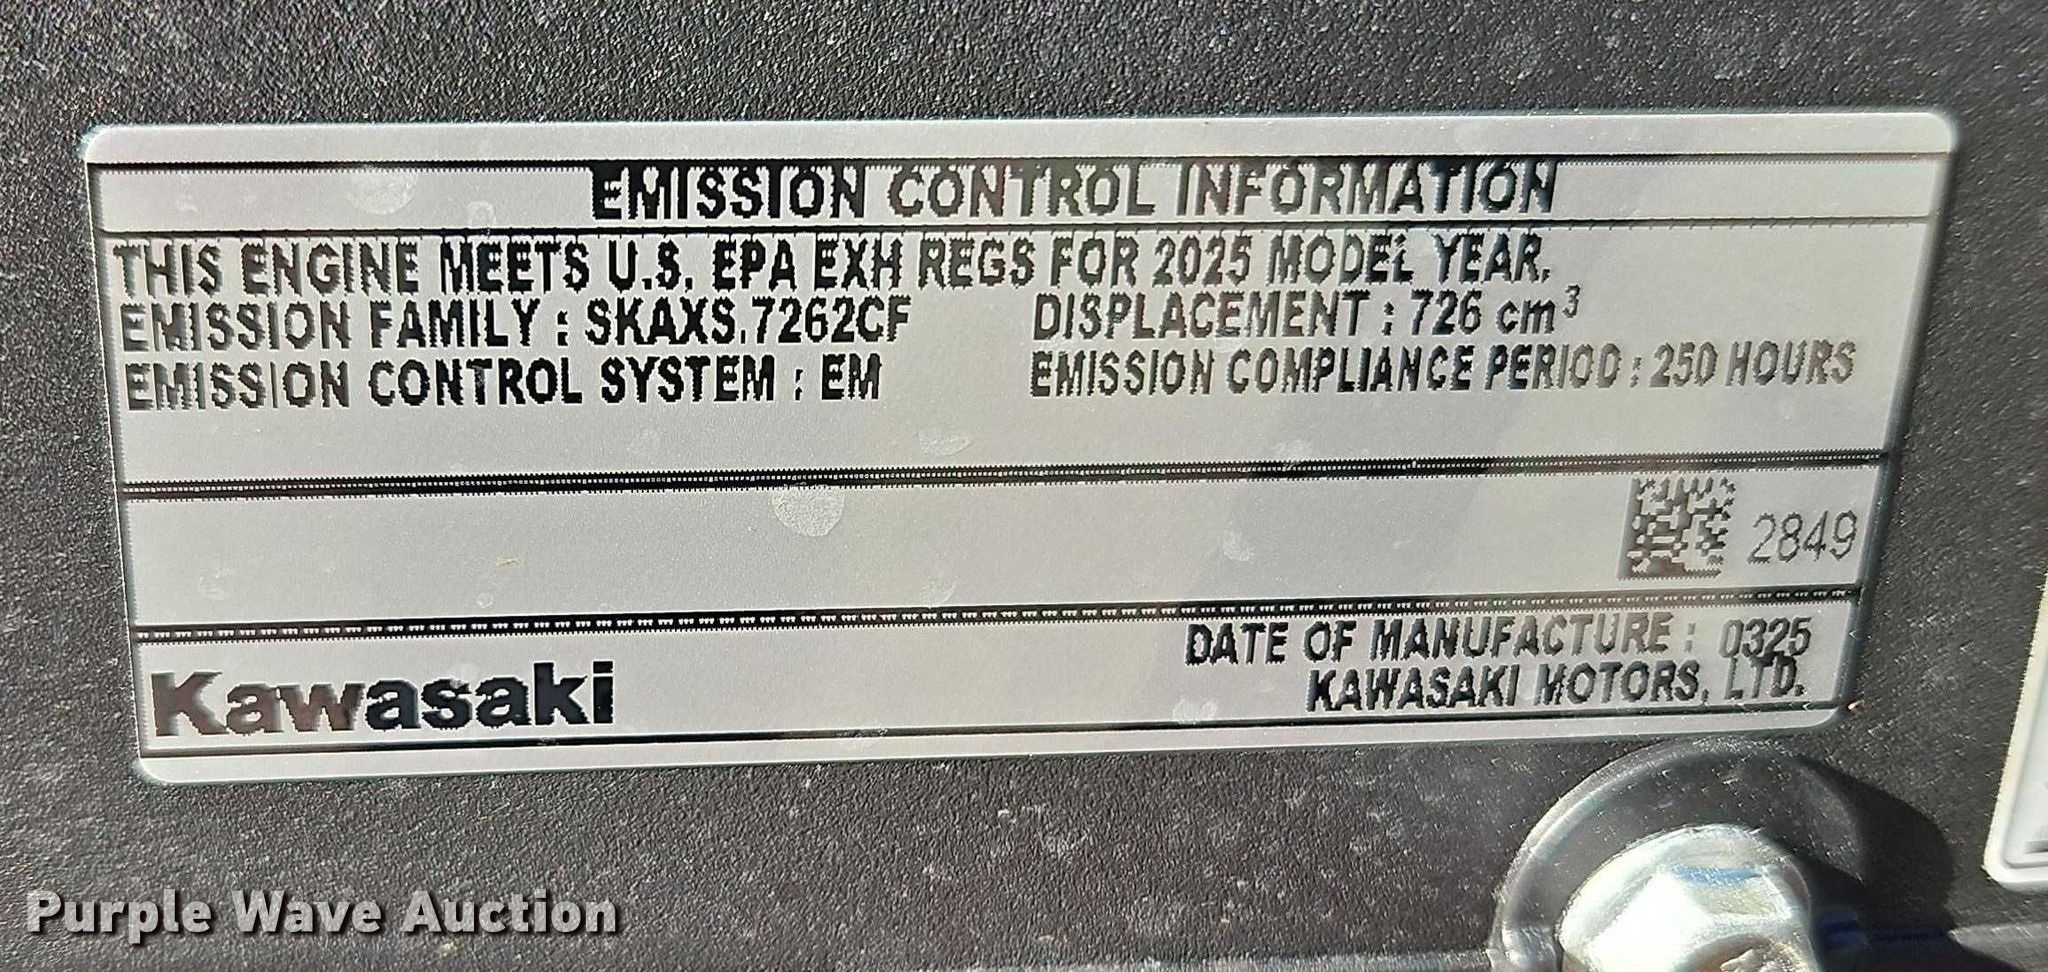 EMISSION CONTROL INFORMATION
THIS ENGINE MEETS U.S. EPA EXH REGS FOR 2025 MODEL YEAR.
EMISSION FAMILY : SKAXS.7262CF DISPLACEMENT : 726 cm³
EMISSION CONTROL SYSTEM : EM EMISSION COMPLIANCE PERIOD : 250 HOURS
2849
DATE OF MANUFACTURE : 0325
Kawasaki KAWASAKI MOTORS, LTD.
Purple Wave Auction